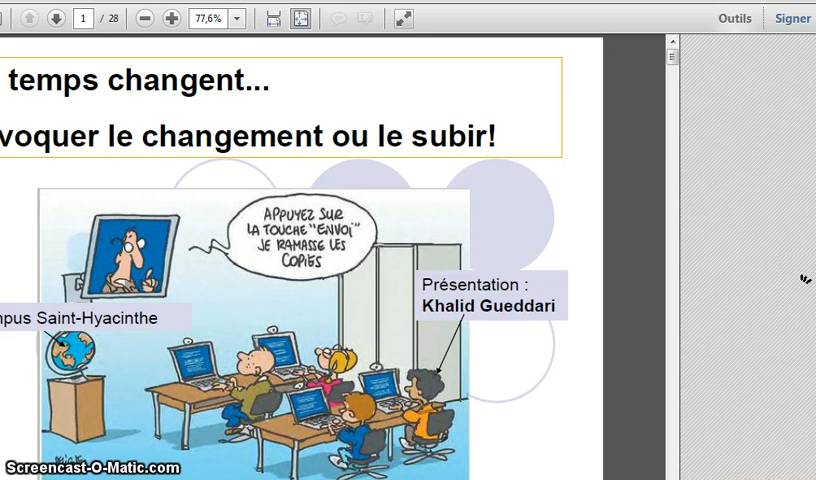 1 / 28
77,6%
Outils
Signer
temps changent...
voquer le changement ou le subir!
APPUYEZ SUR
LA TOUCHE "ENVOI"
JE RAMASSE LES
COPIES
Présentation :
Khalid Gueddari
mpus Saint-Hyacinthe
Screencast-O-Matic.com